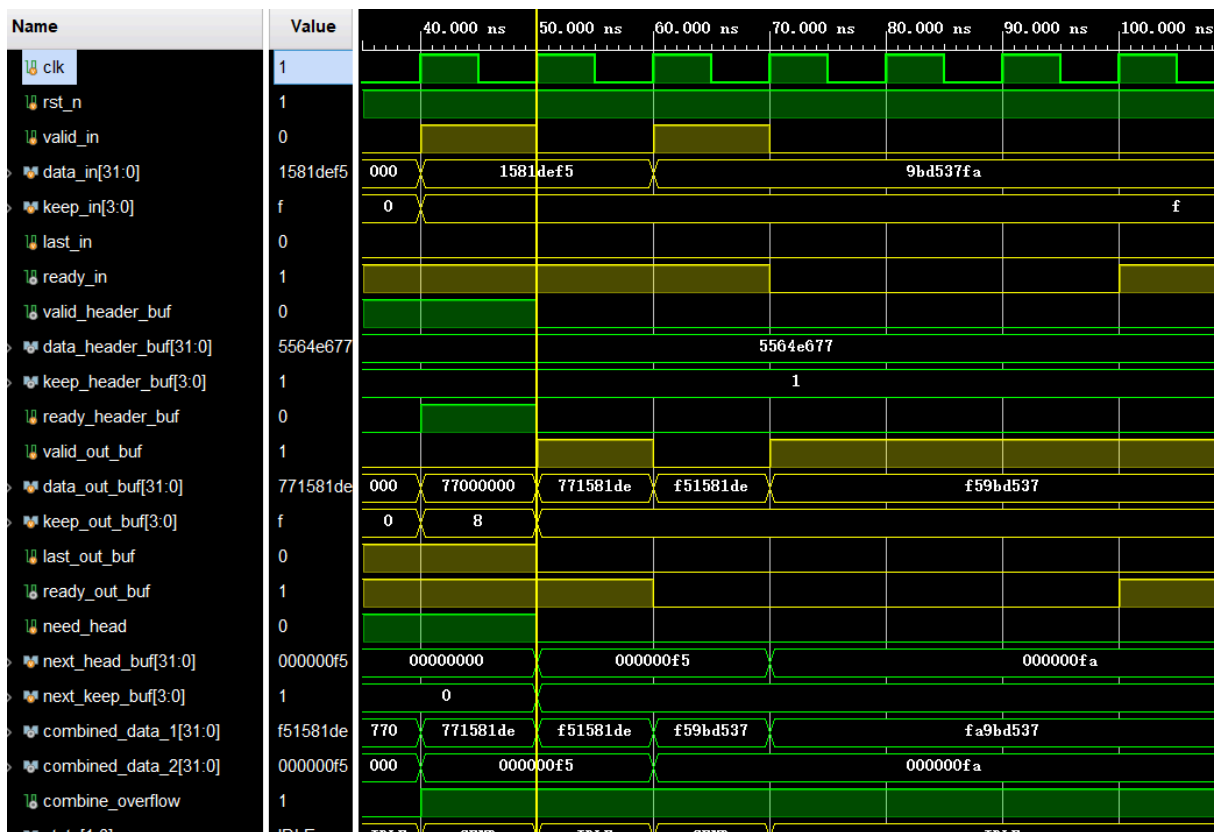 Name Value 40.000 ns 50.000 ns 60.000 ns 70.000 ns 80.000 ns 90.000 ns 100.000 ns
clk 1
rst_n 1
valid_in 0
data_in[31:0] 1581def5 000 1581def5 9bd537fa
keep_in[3:0] f 0 f
last_in 0
ready_in 1
valid_header_buf 0
data_header_buf[31:0] 5564e677 5564e677
keep_header_buf[3:0] 1 1
ready_header_buf 0
valid_out_buf 1
data_out_buf[31:0] 771581de 000 77000000 771581de f51581de f59bd537
keep_out_buf[3:0] f 0 8
last_out_buf 0
ready_out_buf 1
need_head 0
next_head_buf[31:0] 000000f5 00000000 000000f5 000000fa
next_keep_buf[3:0] 1 0
combined_data_1[31:0] f51581de 770 771581de f51581de f59bd537 fa9bd537
combined_data_2[31:0] 000000f5 000 000000f5 000000fa
combine_overflow 1